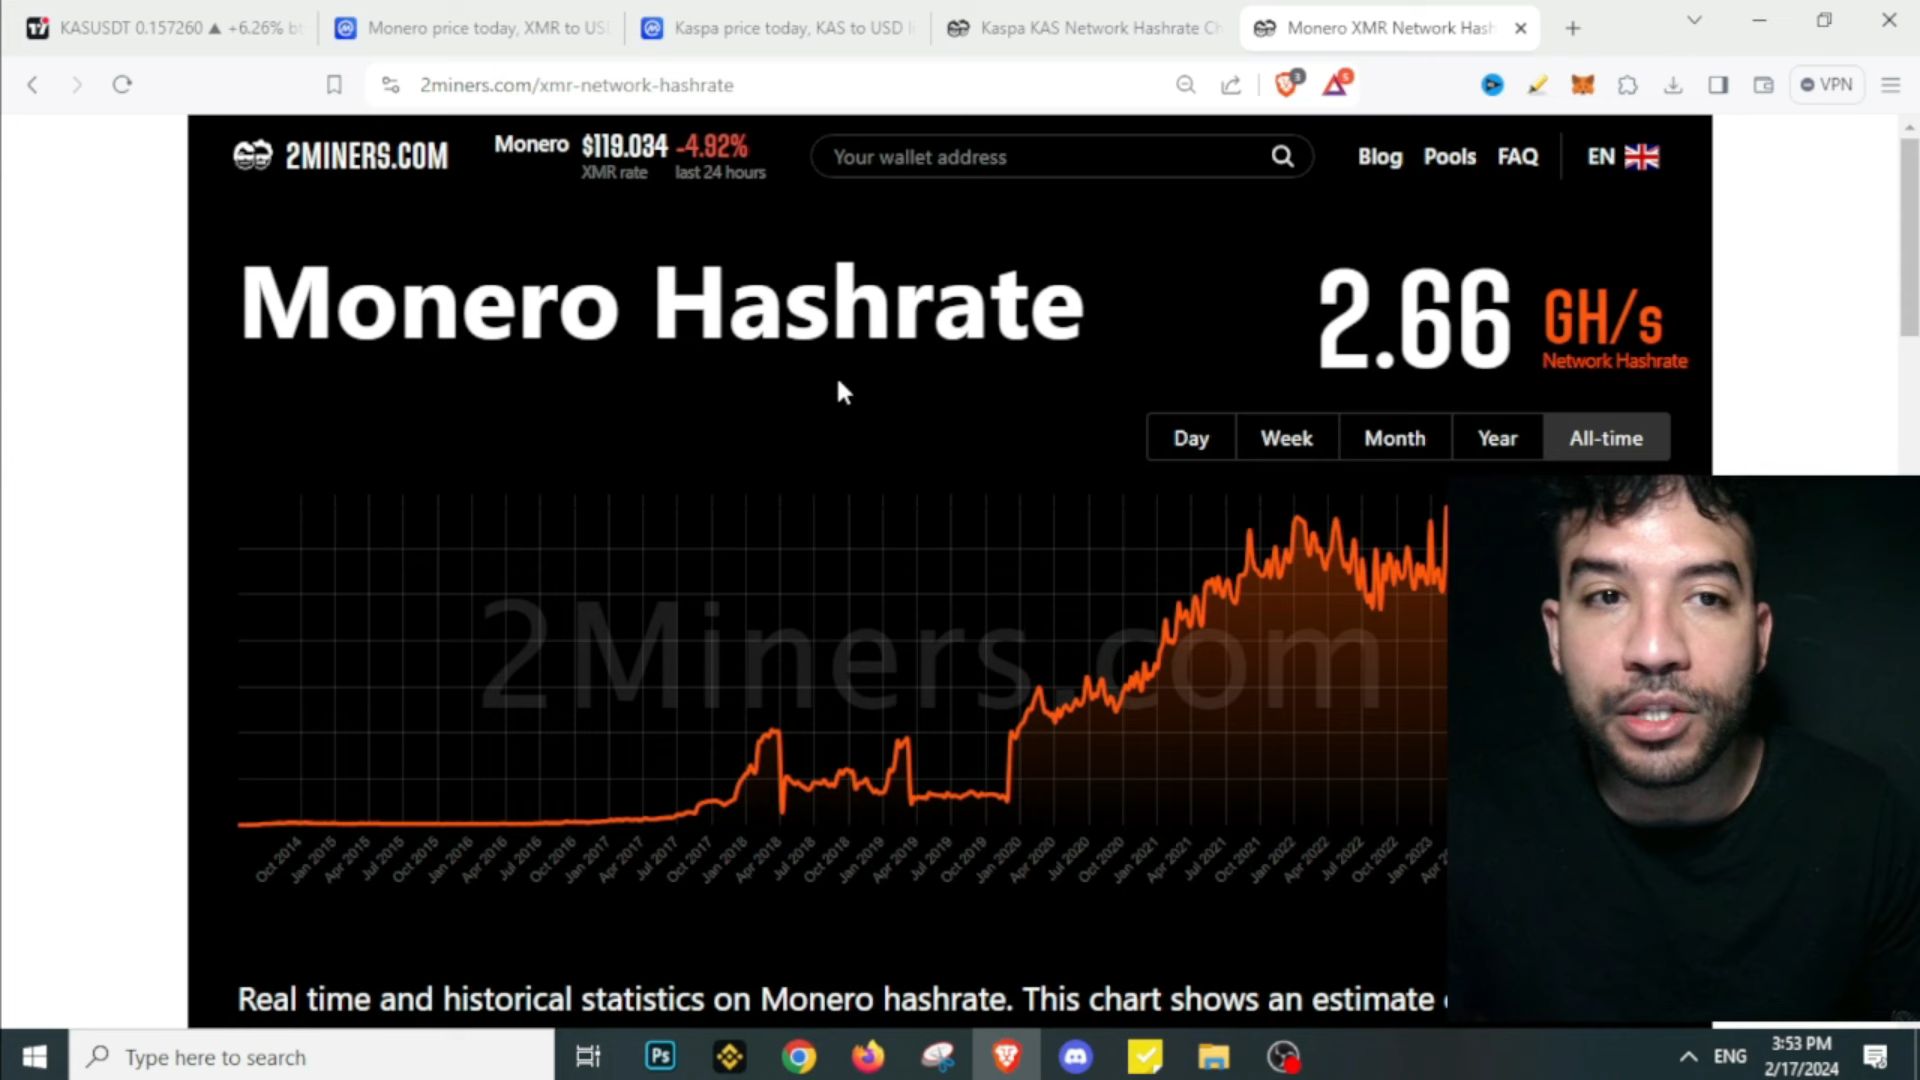 KASUSDT 0.157260 ▲ +6.26%
Monero price today, XMR to US
Kaspa price today, KAS to USD
Kaspa KAS Network Hashrate Ch
Monero XMR Network Hash
2miners.com/xmr-network-hashrate
3
5
VPN
2MINERS.COM
Monero $119.034 -4.92%
XMR rate last 24 hours
Your wallet address
Blog Pools FAQ EN
Monero Hashrate
2.66 GH/s
Network Hashrate
Day Week Month Year All-time
2Miners.com
Oct 2014 Jan 2015 Apr 2015 Jul 2015 Oct 2015 Jan 2016 Apr 2016 Jul 2016 Oct 2016 Jan 2017 Apr 2017 Jul 2017 Oct 2017 Jan 2018 Apr 2018 Jul 2018 Oct 2018 Jan 2019 Apr 2019 Jul 2019 Oct 2019 Jan 2020 Apr 2020 Jul 2020 Oct 2020 Jan 2021 Apr 2021 Jul 2021 Oct 2021 Jan 2022 Apr 2022 Jul 2022 Oct 2022 Jan 2023 Apr 2
Real time and historical statistics on Monero hashrate. This chart shows an estimate
Type here to search
Ps
ENG
3:53 PM
2/17/2024